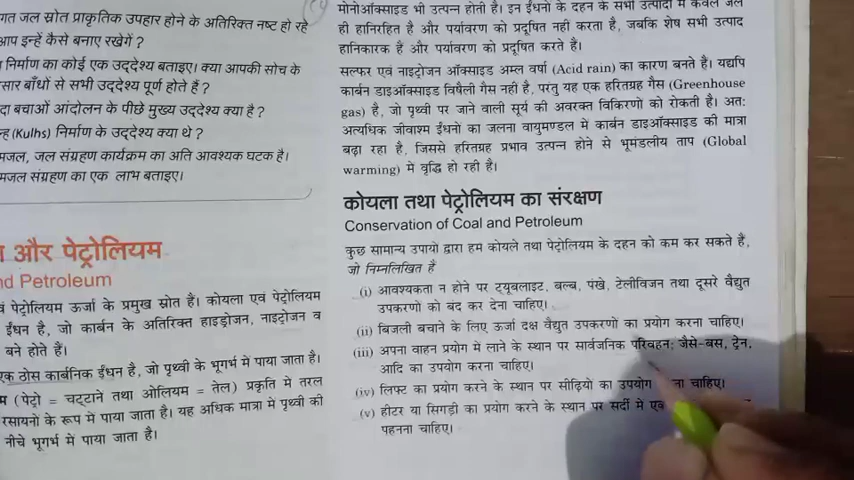 गत जल स्रोत प्राकृतिक उपहार होने के अतिरिक्त नष्ट हो रहे
आप इन्हें कैसे बनाए रखेगें ?
निर्माण का कोई एक उद्देश्य बताइए। क्या आपकी सोच के
सार बाँधों से सभी उद्देश्य पूर्ण होते हैं ?
दा बचाओं आंदोलन के पीछे मुख्य उद्देश्य क्या है ?
न्ह (Kulhs) निर्माण के उद्देश्य क्या थे ?
मजल, जल संग्रहण कार्यक्रम का अति आवश्यक घटक है।
मजल संग्रहण का एक लाभ बताइए।
और पेट्रोलियम
nd Petroleum
वं पेट्रोलियम ऊर्जा के प्रमुख स्रोत हैं। कोयला एवं पेट्रोलियम
ईंधन है, जो कार्बन के अतिरिक्त हाइड्रोजन, नाइट्रोजन व
बने होते हैं।
एक ठोस कार्बनिक ईंधन है, जो पृथ्वी के भूगर्भ में पाया जाता है।
म (पेट्रो = चट्टाने तथा ओलियम = तेल) प्रकृति में तरल
रसायनों के रूप में पाया जाता है। यह अधिक मात्रा में पृथ्वी की
नीचे भूगर्भ में पाया जाता है।
मोनोऑक्साइड भी उत्पन्न होती है। इन ईंधनों के दहन के सभी उत्पादों में केवल जल
ही हानिरहित है और पर्यावरण को प्रदूषित नहीं करता है, जबकि शेष सभी उत्पाद
हानिकारक हैं और पर्यावरण को प्रदूषित करते हैं।
सल्फर एवं नाइट्रोजन ऑक्साइड अम्ल वर्षा (Acid rain) का कारण बनते हैं। यद्यपि
कार्बन डाइऑक्साइड विषैली गैस नहीं है, परंतु यह एक हरितग्रह गैस (Greenhouse
gas) है, जो पृथ्वी पर जाने वाली सूर्य की अवरक्त विकिरणों को रोकती है। अतः
अत्यधिक जीवाश्म ईंधनों का जलना वायुमण्डल में कार्बन डाइऑक्साइड की मात्रा
बढ़ा रहा है, जिससे हरितग्रह प्रभाव उत्पन्न होने से भूमंडलीय ताप (Global
warming) में वृद्धि हो रही है।
कोयला तथा पेट्रोलियम का संरक्षण
Conservation of Coal and Petroleum
कुछ सामान्य उपायो द्वारा हम कोयले तथा पेट्रोलियम के दहन को कम कर सकते हैं,
जो निम्नलिखित हैं
(i) आवश्यकता न होने पर ट्यूबलाइट, बल्ब, पंखे, टेलीविजन तथा दूसरे वैद्युत
उपकरणों को बंद कर देना चाहिए।
(ii) बिजली बचाने के लिए ऊर्जा दक्ष वैद्युत उपकरणों का प्रयोग करना चाहिए।
(iii) अपना वाहन प्रयोग में लाने के स्थान पर सार्वजनिक परिवहन; जैसे-बस, ट्रेन,
आदि का उपयोग करना चाहिए।
(iv) लिफ्ट का प्रयोग करने के स्थान पर सीढ़ियो का उपयोग चाहिए।
(v) हीटर या सिगड़ी का प्रयोग करने के स्थान पर सर्दी में
पहनना चाहिए।